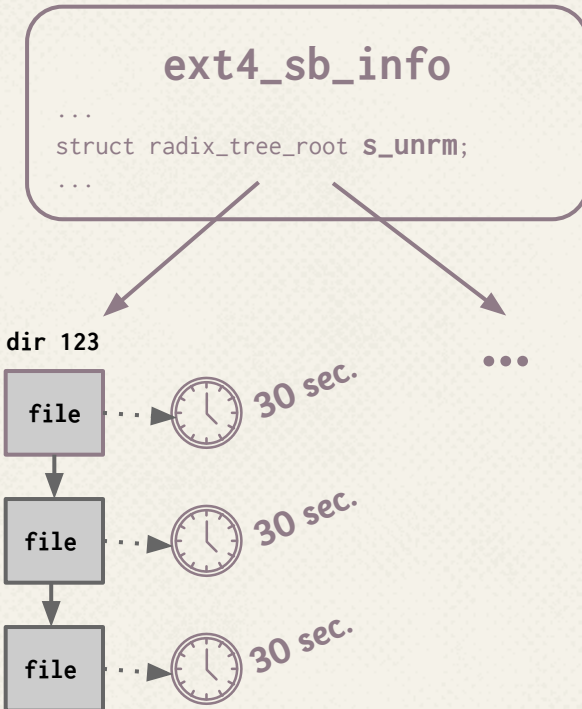 ext4_sb_info
...
struct radix_tree_root s_unrm;
...
dir 123
...
file
30 sec.
file
30 sec.
file
30 sec.